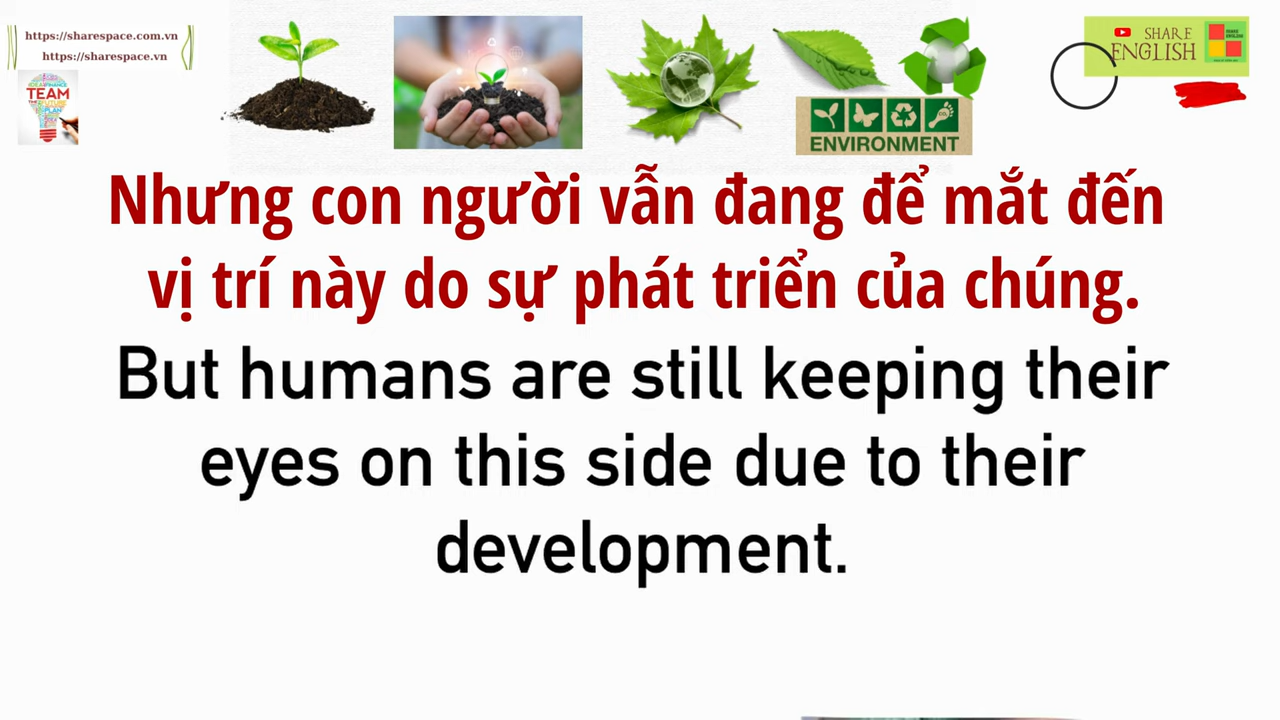 https://sharespace.com.vn
https://sharespace.vn
TEAM
PLAN
SHARE
ENGLISH
ENVIRONMENT
Nhưng con người vẫn đang để mắt đến
vị trí này do sự phát triển của chúng.
But humans are still keeping their
eyes on this side due to their
development.